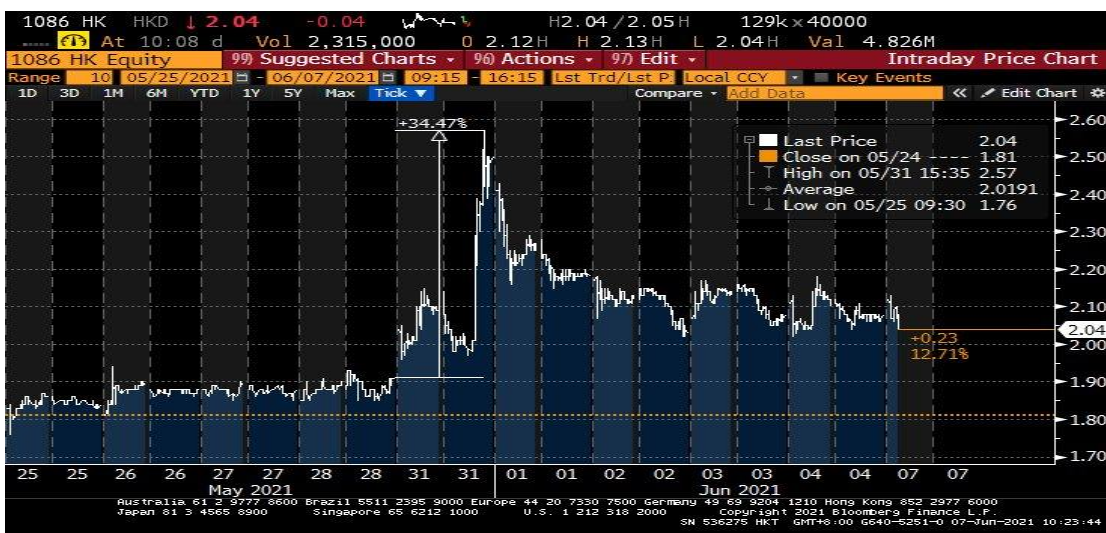 1086 HK HKD ↓ 2.04 -0.04 H2.04/2.05H 129k×40000
At 10:08 d Vol 2,315,000 O 2.12H H 2.13H L 2.04H Val 4.826M
1086 HK Equity 99) Suggested Charts 96) Actions 97) Edit Intraday Price Chart
Range 10 05/25/2021 - 06/07/2021 09:15 - 16:15 Lst Trd/Lst P Local CCY Key Events
1D 3D 1M 6M YTD 1Y 5Y Max Tick ▼ Compare Add Data « Edit Chart
+34.47%
Last Price 2.04
Close on 05/24 ---- 1.81
High on 05/31 15:35 2.57
Average 2.0191
Low on 05/25 09:30 1.76
2.60
2.50
2.40
2.30
2.20
2.10
2.04
2.00
1.90
1.80
1.70
+0.23
12.71%
25 25 26 26 27 27 28 28 31 31 01 01 02 02 03 03 04 04 07 07
May 2021 Jun 2021
Australia 61 2 9777 8600 Brazil 5511 2395 9000 Europe 44 20 7330 7500 Germany 49 69 9204 1210 Hong Kong 852 2977 6000
Japan 81 3 4565 8900 Singapore 65 6212 1000 U.S. 1 212 318 2000 Copyright 2021 Bloomberg Finance L.P.
SN 536275 HKT GMT+8:00 G640-5251-0 07-Jun-2021 10:23:44